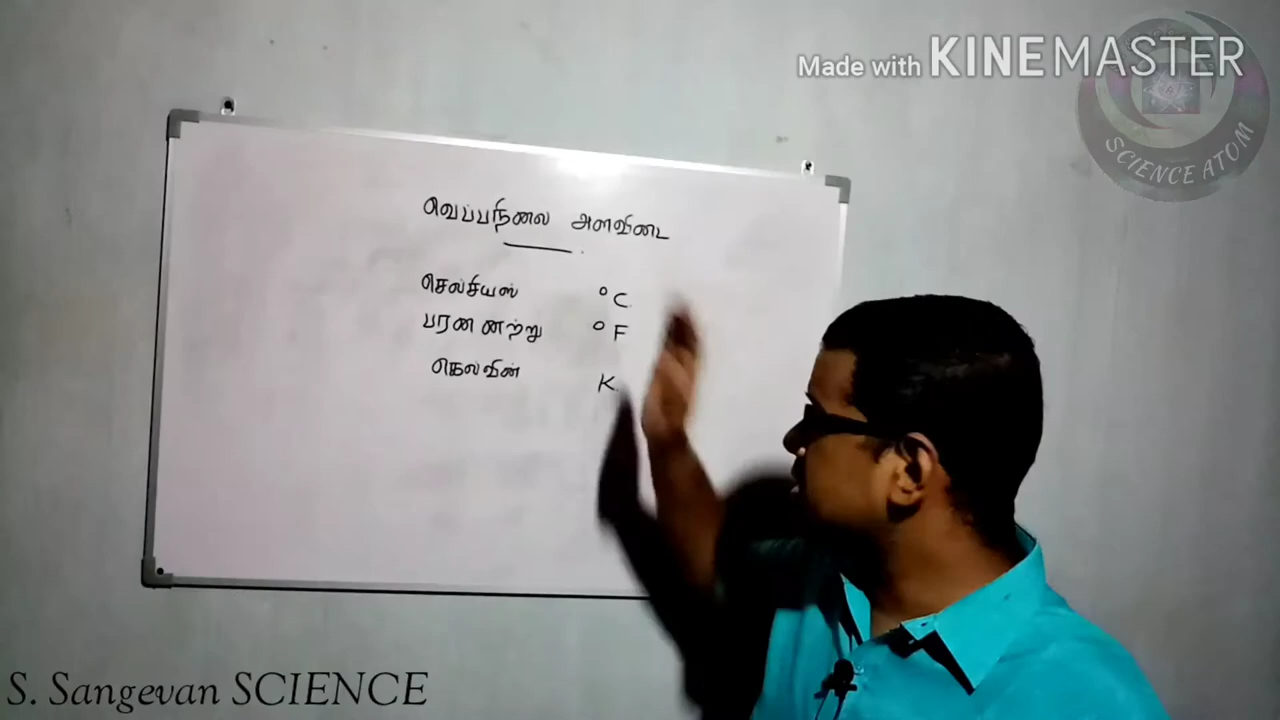 Made with KINEMASTER
SCIENCE ATOM
வெப்பநிலை அளவிடை
செல்சியஸ் °C
பரனைற்று °F
கெல்வின் K
S. Sangevan SCIENCE